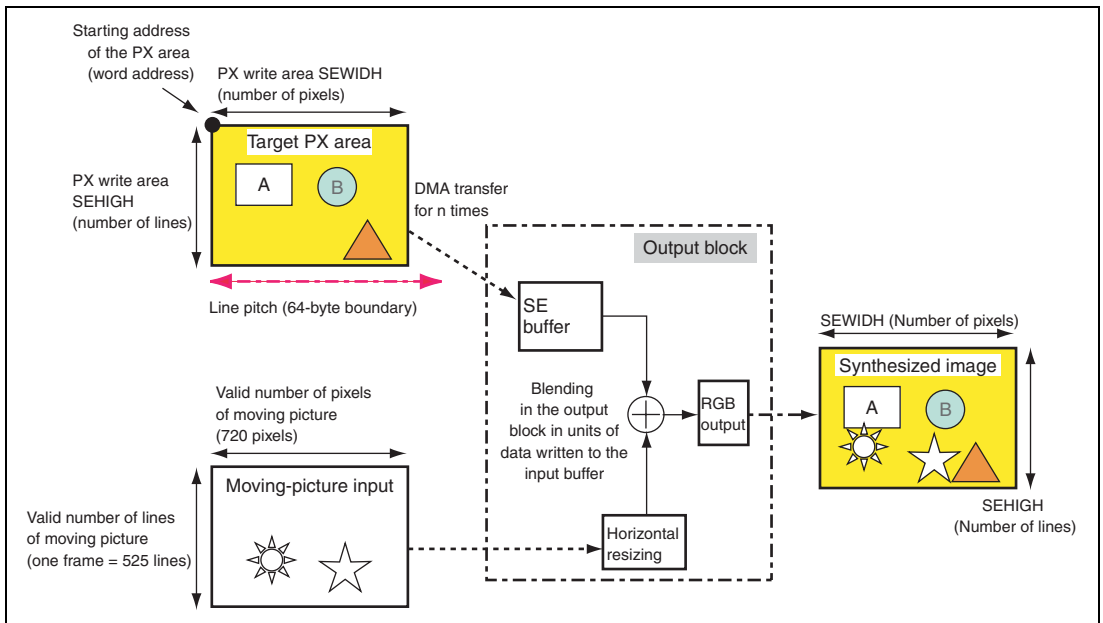 Starting address
of the PX area
(word address)
PX write area SEWIDH
(number of pixels)
Target PX area
A
B
PX write area
SEHIGH
(number of lines)
DMA transfer
for n times
Line pitch (64-byte boundary)
Output block
SE
buffer
Blending
in the output
block in units of
data written to the
input buffer
RGB
output
Horizontal
resizing
SEWIDH (Number of pixels)
Synthesized image
A
B
SEHIGH
(Number of lines)
Valid number of pixels
of moving picture
(720 pixels)
Moving-picture input
Valid number of lines
of moving picture
(one frame = 525 lines)